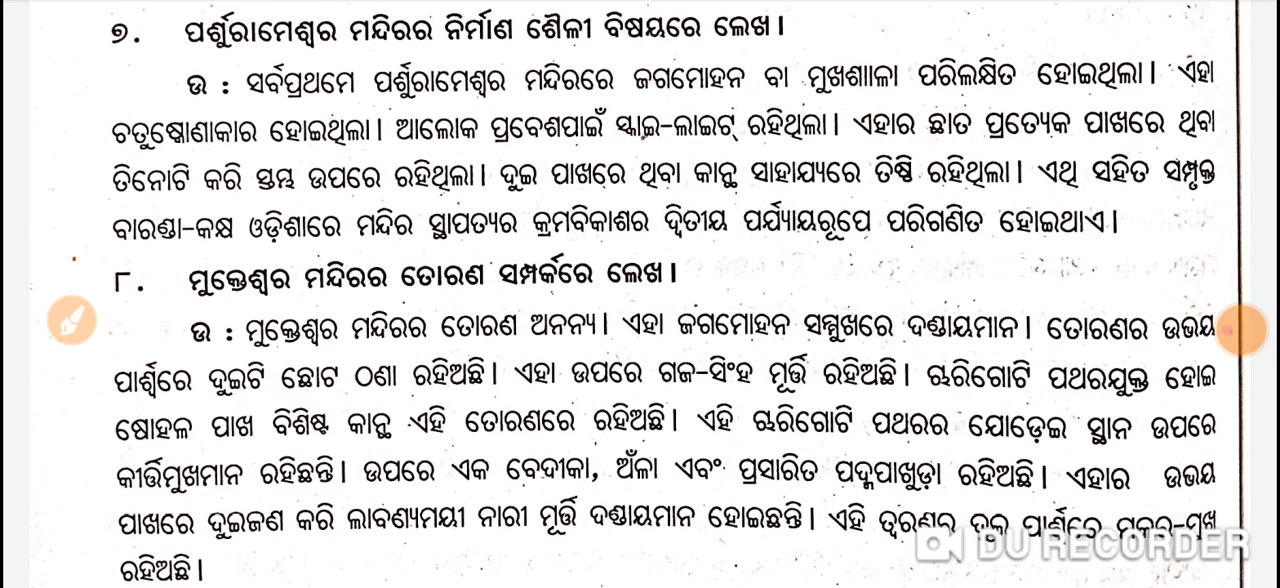 ୭. ପର୍ଶୁରାମେଶ୍ୱର ମନ୍ଦିରର ନିର୍ମାଣ ଶୈଳୀ ବିଷୟରେ ଲେଖ।
ଉ : ସର୍ବପ୍ରଥମେ ପର୍ଶୁରାମେଶ୍ୱର ମନ୍ଦିରରେ ଜଗମୋହନ ବା ମୁଖଶାଳା ପରିଲକ୍ଷିତ ହୋଇଥିଲା। ଏହା
ଚତୁଷ୍କୋଣାକାର ହୋଇଥିଲା। ଆଲୋକ ପ୍ରବେଶପାଇଁ ସ୍କାଇ-ଲାଇଟ୍ ରହିଥିଲା। ଏହାର ଛାତ ପ୍ରତ୍ୟେକ ପାଖରେ ଥିବା
ତିନୋଟି କରି ସ୍ତମ୍ଭ ଉପରେ ରହିଥିଲା। ଦୁଇ ପାଖରେ ଥିବା କାନ୍ଥ ସାହାଯ୍ୟରେ ତିଷ୍ଠି ରହିଥିଲା। ଏଥି ସହିତ ସମ୍ପୃକ୍ତ
ବାରଣ୍ଡା-କକ୍ଷ ଓଡ଼ିଶାରେ ମନ୍ଦିର ସ୍ଥାପତ୍ୟର କ୍ରମବିକାଶର ଦ୍ୱିତୀୟ ପର୍ଯ୍ୟାୟରୂପେ ପରିଗଣିତ ହୋଇଥାଏ।
୮. ମୁକ୍ତେଶ୍ୱର ମନ୍ଦିରର ତୋରଣ ସମ୍ପର୍କରେ ଲେଖ।
ଉ : ମୁକ୍ତେଶ୍ୱର ମନ୍ଦିରର ତୋରଣ ଅନନ୍ୟ। ଏହା ଜଗମୋହନ ସମ୍ମୁଖରେ ଦଣ୍ଡାୟମାନ। ତୋରଣର ଉଭୟ
ପାର୍ଶ୍ୱରେ ଦୁଇଟି ଛୋଟ ଠଣା ରହିଅଛି। ଏହା ଉପରେ ଗଜ-ସିଂହ ମୂର୍ତ୍ତି ରହିଅଛି। ଚାରିଗୋଟି ପଥରଯୁକ୍ତ ହୋଇ
ଷୋହଳ ପାଖ ବିଶିଷ୍ଟ କାନ୍ଥ ଏହି ତୋରଣରେ ରହିଅଛି। ଏହି ଚାରିଗୋଟି ପଥରର ଯୋଡ଼େଇ ସ୍ଥାନ ଉପରେ
କୀର୍ତ୍ତିମୁଖମାନ ରହିଛନ୍ତି। ଉପରେ ଏକ ବେଦୀକା, ଅଁଳା ଏବଂ ପ୍ରସାରିତ ପଦ୍ମପାଖୁଡ଼ା ରହିଅଛି। ଏହାର ଉଭୟ
ପାଖରେ ଦୁଇଜଣ କରି ଲାବଣ୍ୟମୟୀ ନାରୀ ମୂର୍ତ୍ତି ଦଣ୍ଡାୟମାନ ହୋଇଛନ୍ତି। ଏହି ତ୍ୱରଣର ଦୁଇ ପାର୍ଶ୍ୱରେ ମକର-ମୁଖ
ରହିଅଛି।
DU RECORDER